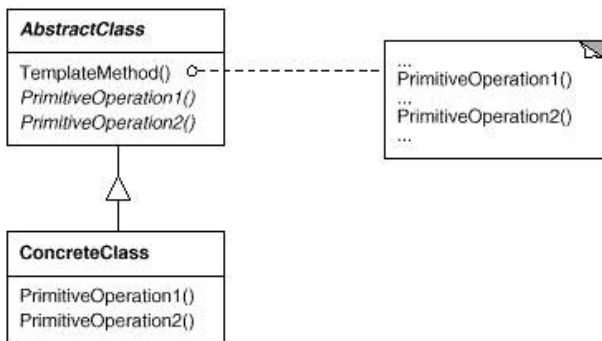 AbstractClass
TemplateMethod()
PrimitiveOperation1()
PrimitiveOperation2()
...
PrimitiveOperation1()
...
PrimitiveOperation2()
...
ConcreteClass
PrimitiveOperation1()
PrimitiveOperation2()